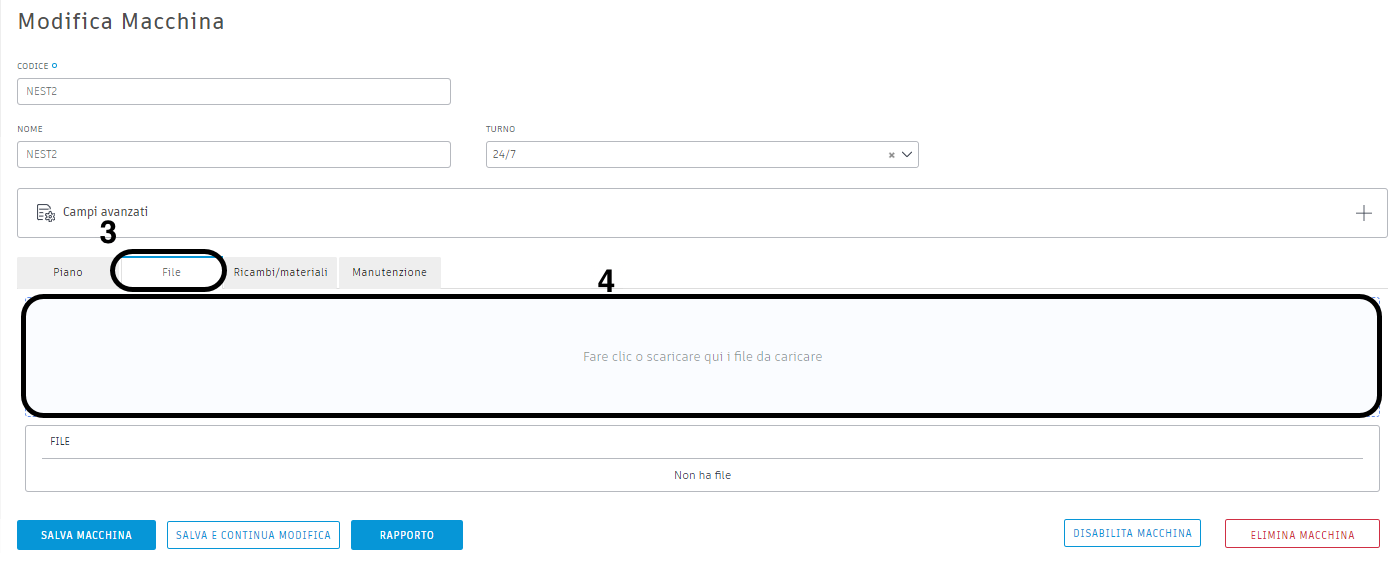 Modifica Macchina
CODICE
NEST2
NOME
TURNO
NEST2
24/7
Campi avanzati
3
Piano
File
Ricambi/materiali
Manutenzione
4
Fare clic o scaricare qui i file da caricare
FILE
Non ha file
SALVA MACCHINA
SALVA E CONTINUA MODIFICA
RAPPORTO
DISABILITA MACCHINA
ELIMINA MACCHINA